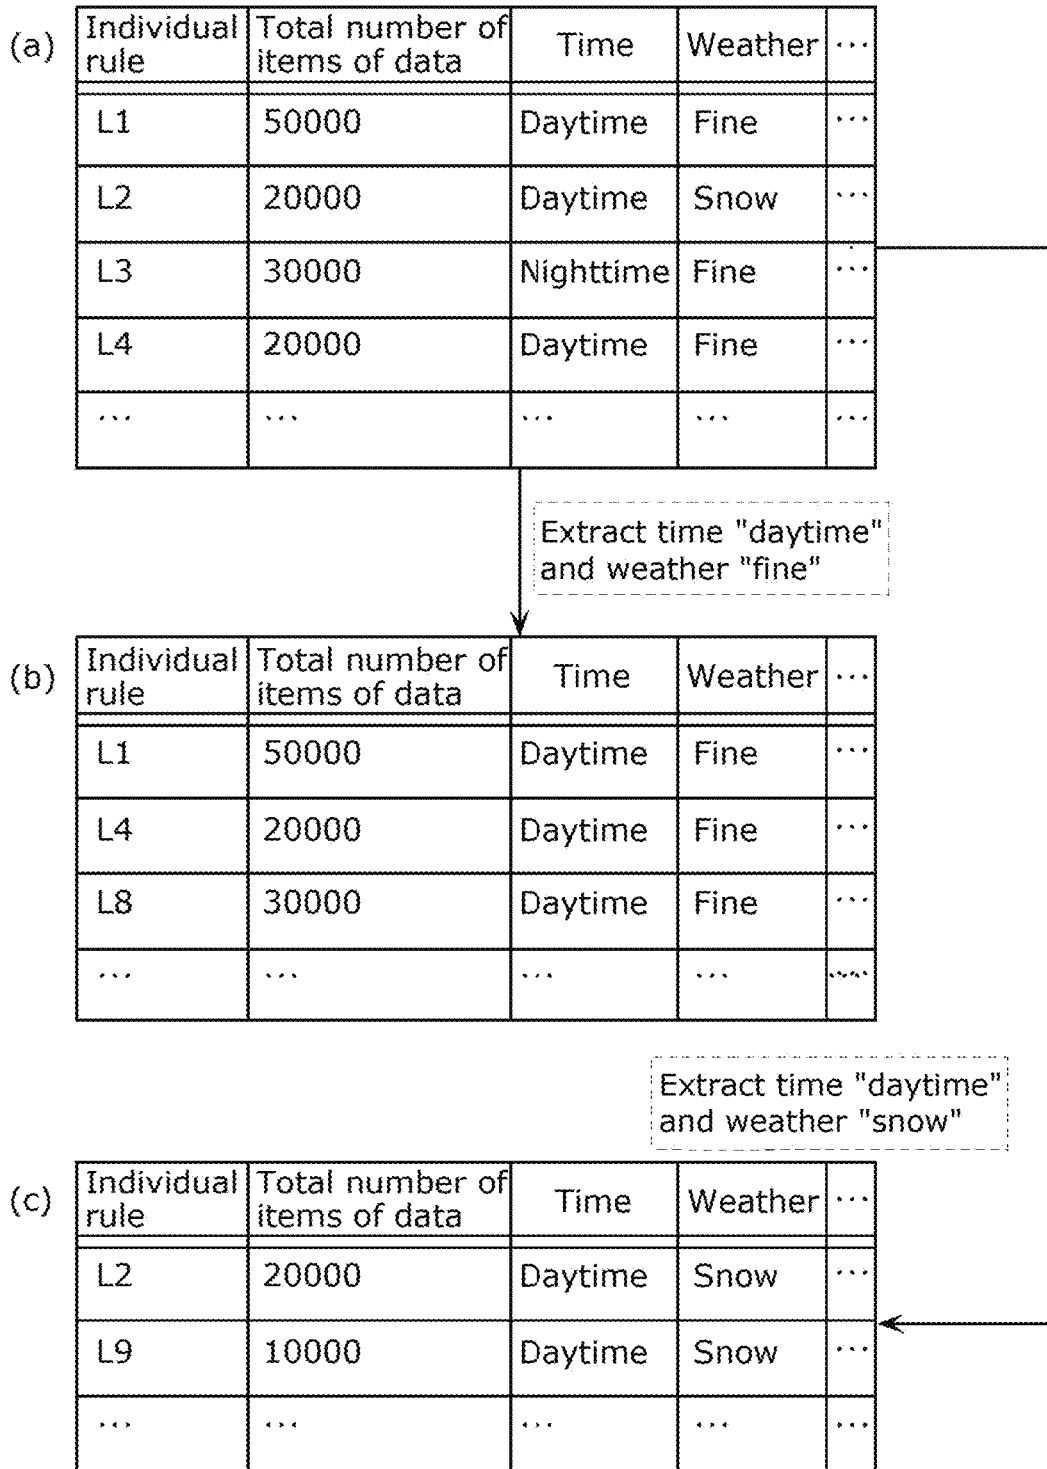 (a)
Individual rule | Total number of items of data | Time | Weather | ...
L1 | 50000 | Daytime | Fine | ...
L2 | 20000 | Daytime | Snow | ...
L3 | 30000 | Nighttime | Fine | ...
L4 | 20000 | Daytime | Fine | ...
... | ... | ... | ... | ...
Extract time "daytime"
and weather "fine"
(b)
Individual rule | Total number of items of data | Time | Weather | ...
L1 | 50000 | Daytime | Fine | ...
L4 | 20000 | Daytime | Fine | ...
L8 | 30000 | Daytime | Fine | ...
... | ... | ... | ... | ...
Extract time "daytime"
and weather "snow"
(c)
Individual rule | Total number of items of data | Time | Weather | ...
L2 | 20000 | Daytime | Snow | ...
L9 | 10000 | Daytime | Snow | ...
... | ... | ... | ... | ...